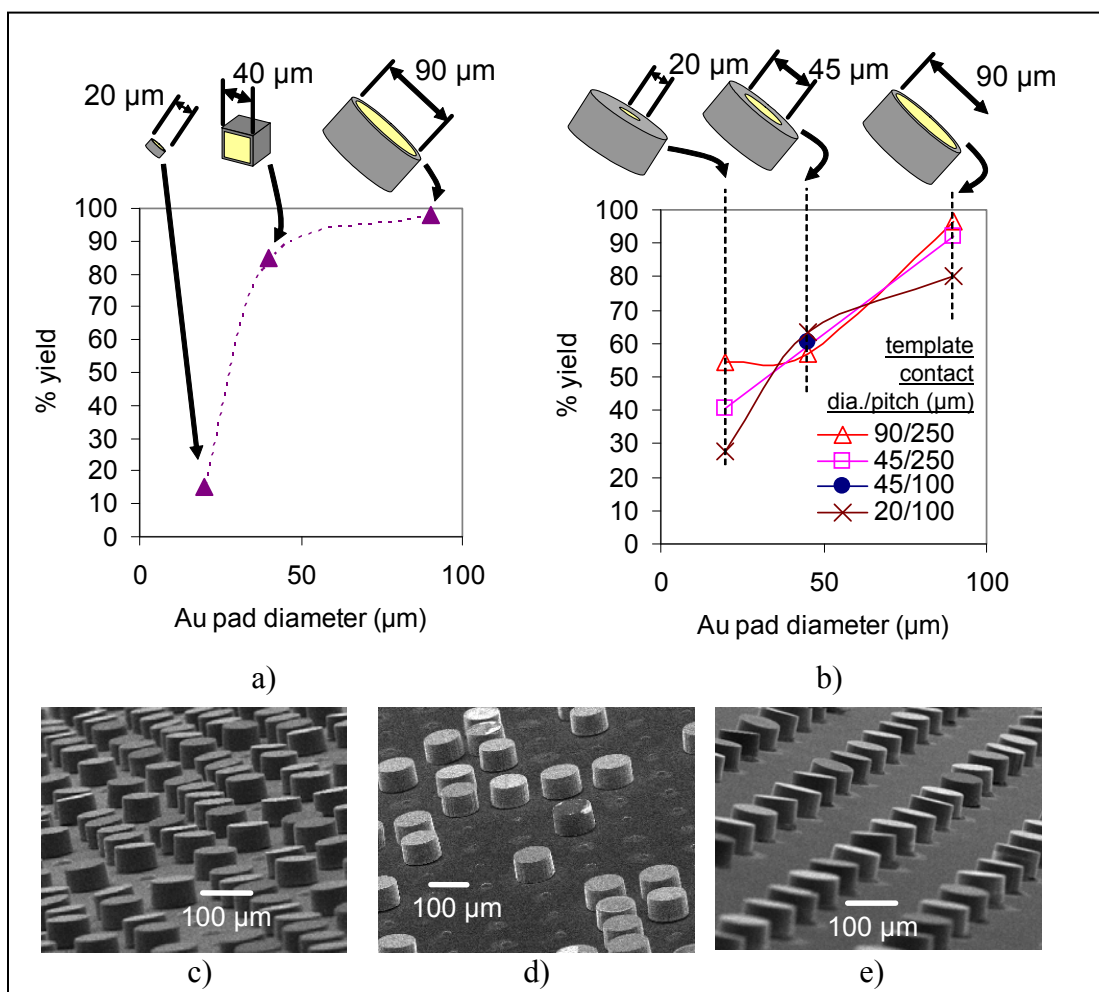 20 µm
40 µm
90 µm
100
90
80
70
60
50
40
30
20
10
0
% yield
0 50 100
Au pad diameter (µm)
a)
20 µm
45 µm
90 µm
100
90
80
70
60
50
40
30
20
10
0
% yield
template
contact
dia./pitch (µm)
90/250
45/250
45/100
20/100
0 50 100
Au pad diameter (µm)
b)
100 µm
c)
100 µm
d)
100 µm
e)